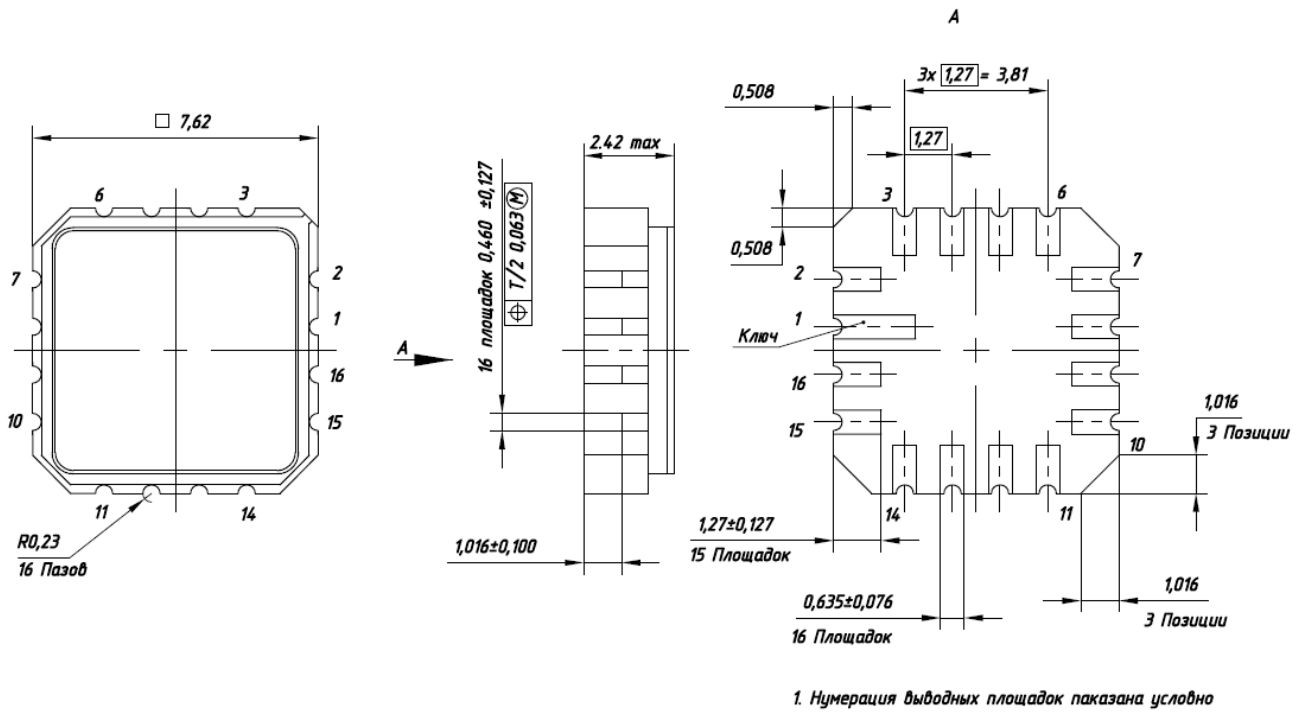 A
3x 1,27 = 3,81
0,508
1,27
□ 7,62
2.42 max
16 площадок 0,460 ±0,127
⌖ T/2 0,063 Ⓜ
6
3
3
6
7
2
0,508
2
7
1
1
Ключ
A
16
16
10
15
15
1,016
3 Позиции
10
11
14
14
11
R0,23
16 Пазов
1,016±0,100
1,27±0,127
15 Площадок
0,635±0,076
16 Площадок
1,016
3 Позиции
1. Нумерация выводных площадок паказана условно